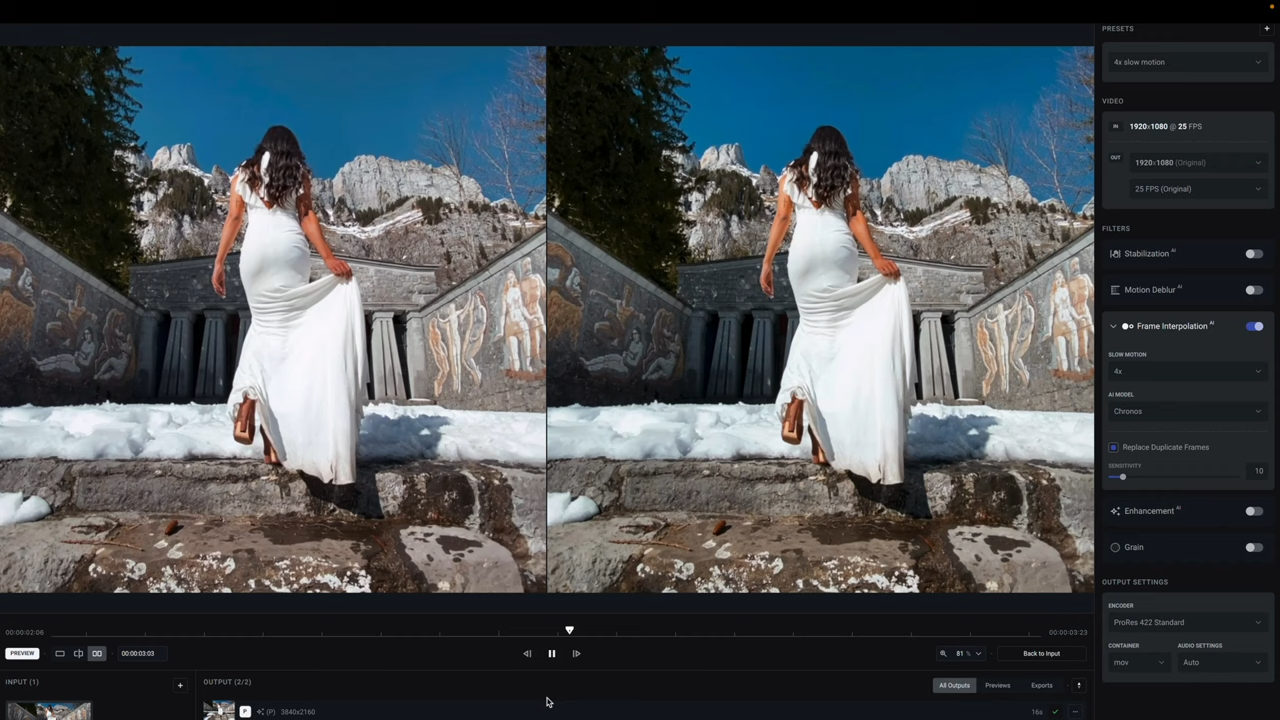 PRESETS
+
4x slow motion
VIDEO
IN 1920x1080 @ 25 FPS
OUT 1920x1080 (Original)
25 FPS (Original)
FILTERS
Stabilization AI
Motion Deblur AI
Frame Interpolation AI
SLOW MOTION
4x
AI MODEL
Chronos
Replace Duplicate Frames
SENSITIVITY 10
Enhancement AI
Grain
OUTPUT SETTINGS
ENCODER
ProRes 422 Standard
CONTAINER AUDIO SETTINGS
mov Auto
00:00:02:06 00:00:03:23
PREVIEW 00:00:03:03 81 % Back to Input
INPUT (1) + OUTPUT (2/2) All Outputs Previews Exports
P (P) 3840x2160 16s